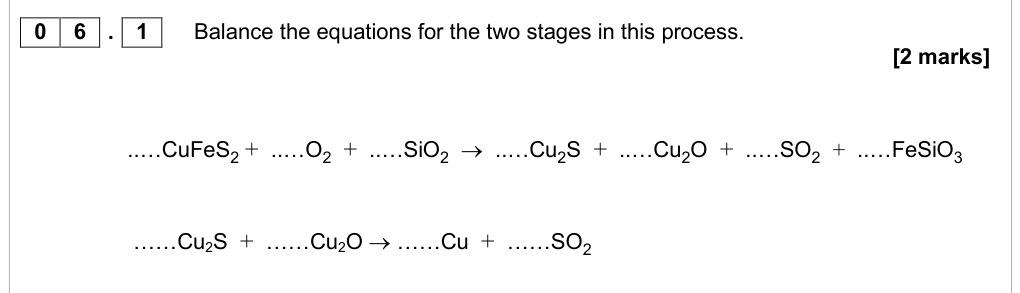 0 6 . 1 Balance the equations for the two stages in this process.
[2 marks]
.....CuFeS₂ + .....O₂ + .....SiO₂ → .....Cu₂S + .....Cu₂O + .....SO₂ + .....FeSiO₃
......Cu₂S + ......Cu₂O → ......Cu + ......SO₂